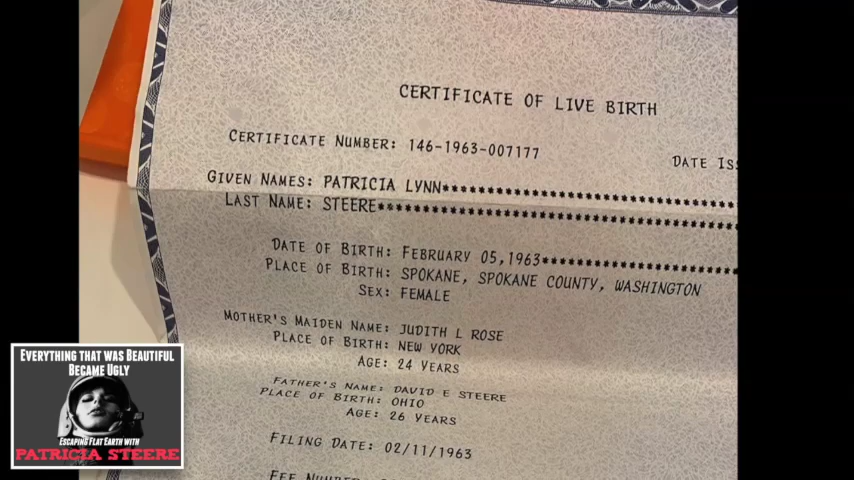 CERTIFICATE OF LIVE BIRTH
CERTIFICATE NUMBER: 146-1963-007177
DATE
GIVEN NAMES: PATRICIA LYNN
LAST NAME: STEERE
DATE OF BIRTH: FEBRUARY 05,1963
PLACE OF BIRTH: SPOKANE, SPOKANE COUNTY, WASHINGTON
SEX: FEMALE
MOTHER'S MAIDEN NAME: JUDITH L ROSE
PLACE OF BIRTH: NEW YORK
AGE: 24 YEARS
FATHER'S NAME: DAVID E STEERE
PLACE OF BIRTH: OHIO
AGE: 26 YEARS
FILING DATE: 02/11/1963
EVERYTHING THAT WAS BEAUTIFUL
BECAME UGLY
ESCAPING FLAT EARTH WITH
PATRICIA STEERE